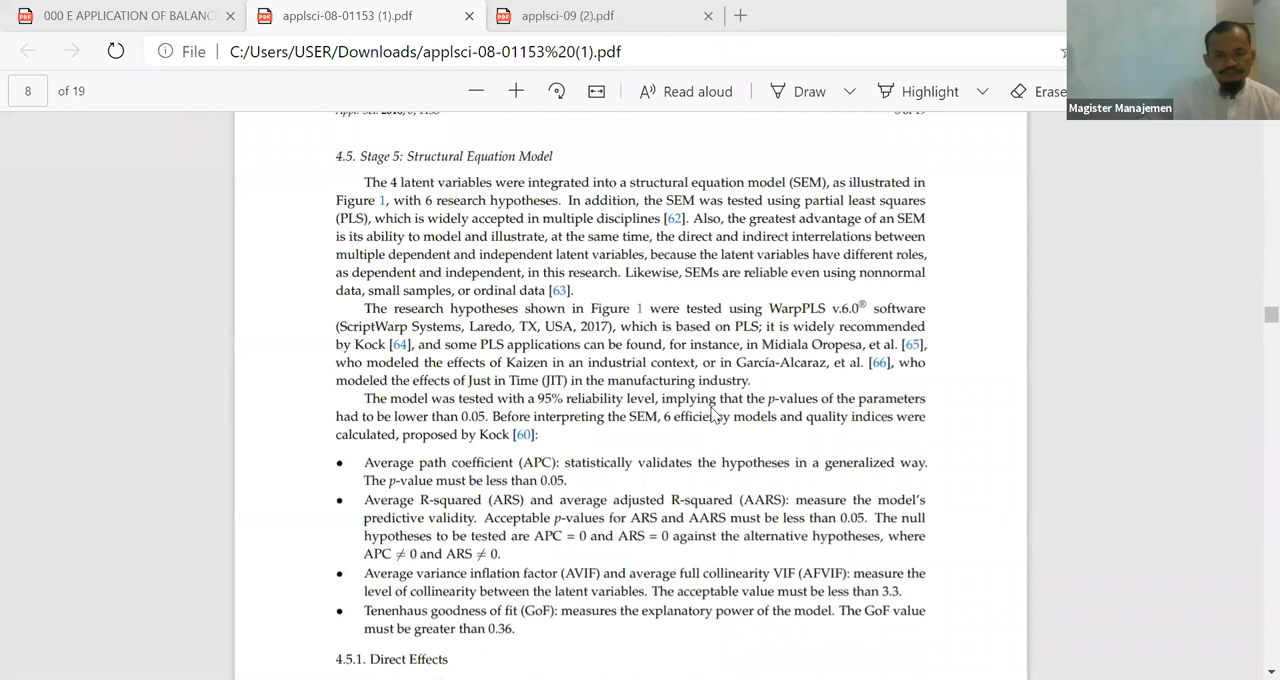 000 E APPLICATION OF BALANC
applsci-08-01153 (1).pdf
applsci-09 (2).pdf
File
C:/Users/USER/Downloads/applsci-08-01153%20(1).pdf
8 of 19
Read aloud
Draw
Highlight
Erase
Magister Manajemen
4.5. Stage 5: Structural Equation Model
The 4 latent variables were integrated into a structural equation model (SEM), as illustrated in
Figure 1, with 6 research hypotheses. In addition, the SEM was tested using partial least squares
(PLS), which is widely accepted in multiple disciplines [62]. Also, the greatest advantage of an SEM
is its ability to model and illustrate, at the same time, the direct and indirect interrelations between
multiple dependent and independent latent variables, because the latent variables have different roles,
as dependent and independent, in this research. Likewise, SEMs are reliable even using nonnormal
data, small samples, or ordinal data [63].
The research hypotheses shown in Figure 1 were tested using WarpPLS v.6.0® software
(ScriptWarp Systems, Laredo, TX, USA, 2017), which is based on PLS; it is widely recommended
by Kock [64], and some PLS applications can be found, for instance, in Midiala Oropesa, et al. [65],
who modeled the effects of Kaizen in an industrial context, or in García-Alcaraz, et al. [66], who
modeled the effects of Just in Time (JIT) in the manufacturing industry.
The model was tested with a 95% reliability level, implying that the p-values of the parameters
had to be lower than 0.05. Before interpreting the SEM, 6 efficiency models and quality indices were
calculated, proposed by Kock [60]:
● Average path coefficient (APC): statistically validates the hypotheses in a generalized way.
The p-value must be less than 0.05.
● Average R-squared (ARS) and average adjusted R-squared (AARS): measure the model's
predictive validity. Acceptable p-values for ARS and AARS must be less than 0.05. The null
hypotheses to be tested are APC = 0 and ARS = 0 against the alternative hypotheses, where
APC ≠ 0 and ARS ≠ 0.
● Average variance inflation factor (AVIF) and average full collinearity VIF (AFVIF): measure the
level of collinearity between the latent variables. The acceptable value must be less than 3.3.
● Tenenhaus goodness of fit (GoF): measures the explanatory power of the model. The GoF value
must be greater than 0.36.
4.5.1. Direct Effects